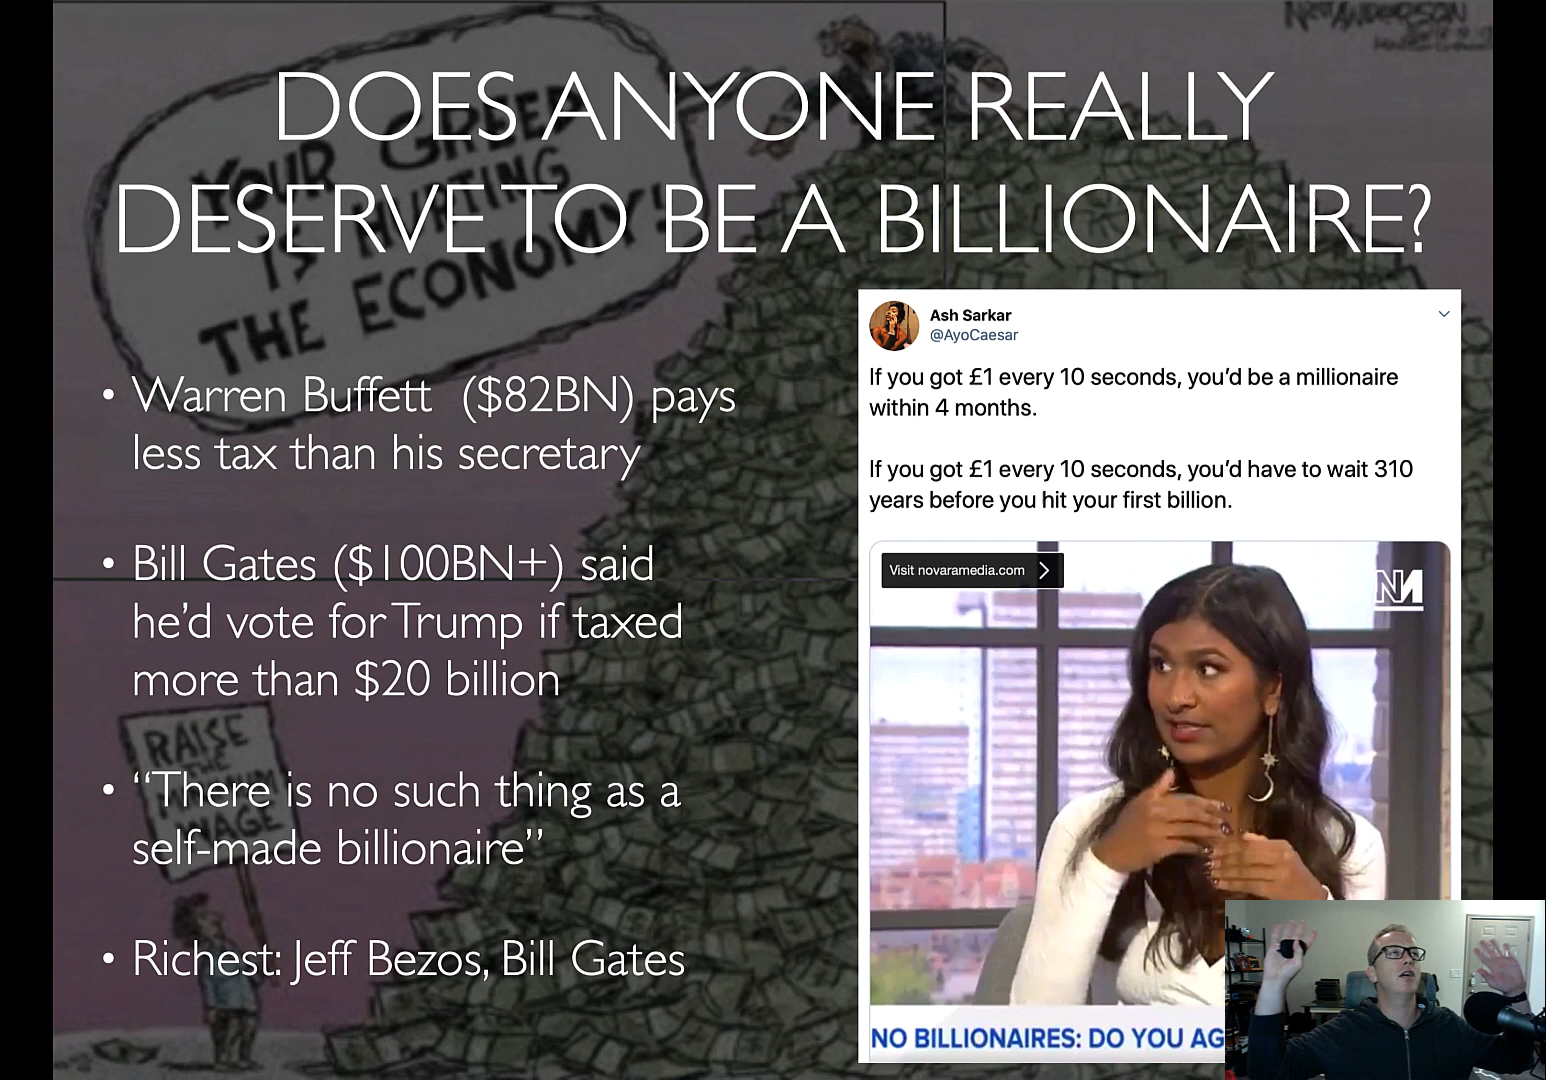 DOES ANYONE REALLY
DESERVE TO BE A BILLIONAIRE?
YOUR GREED
IS HURTING
THE ECONOMY!
• Warren Buffett ($82BN) pays
less tax than his secretary
• Bill Gates ($100BN+) said
he’d vote for Trump if taxed
more than $20 billion
• “There is no such thing as a
self-made billionaire”
• Richest: Jeff Bezos, Bill Gates
RAISE
THE
WAGE
Ash Sarkar
@AyoCaesar
If you got £1 every 10 seconds, you’d be a millionaire
within 4 months.
If you got £1 every 10 seconds, you’d have to wait 310
years before you hit your first billion.
Visit novaramedia.com
NO BILLIONAIRES: DO YOU AG